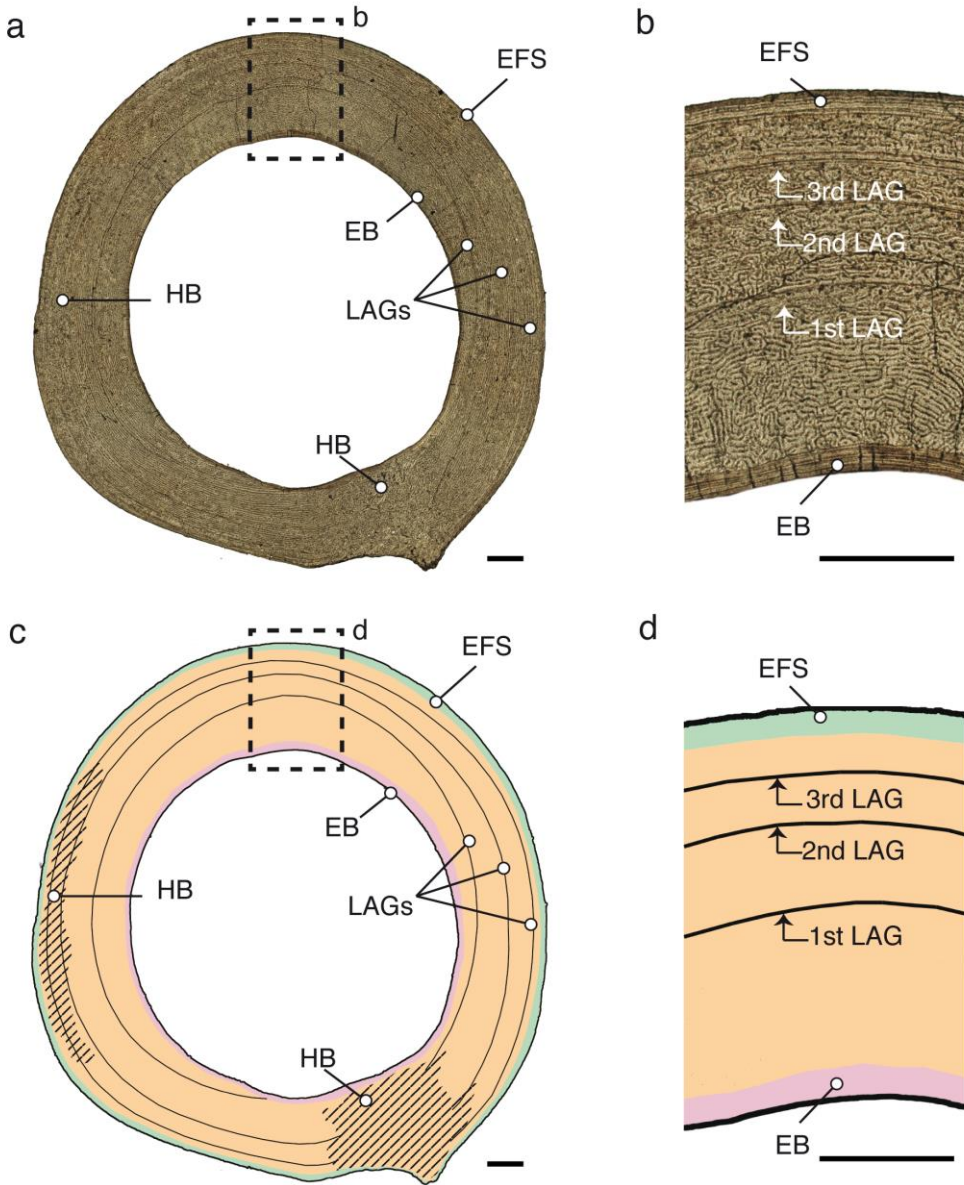 a
b
EFS
EB
HB
LAGs
HB
b
EFS
3rd LAG
2nd LAG
1st LAG
EB
c
d
EFS
EB
HB
LAGs
HB
d
EFS
3rd LAG
2nd LAG
1st LAG
EB